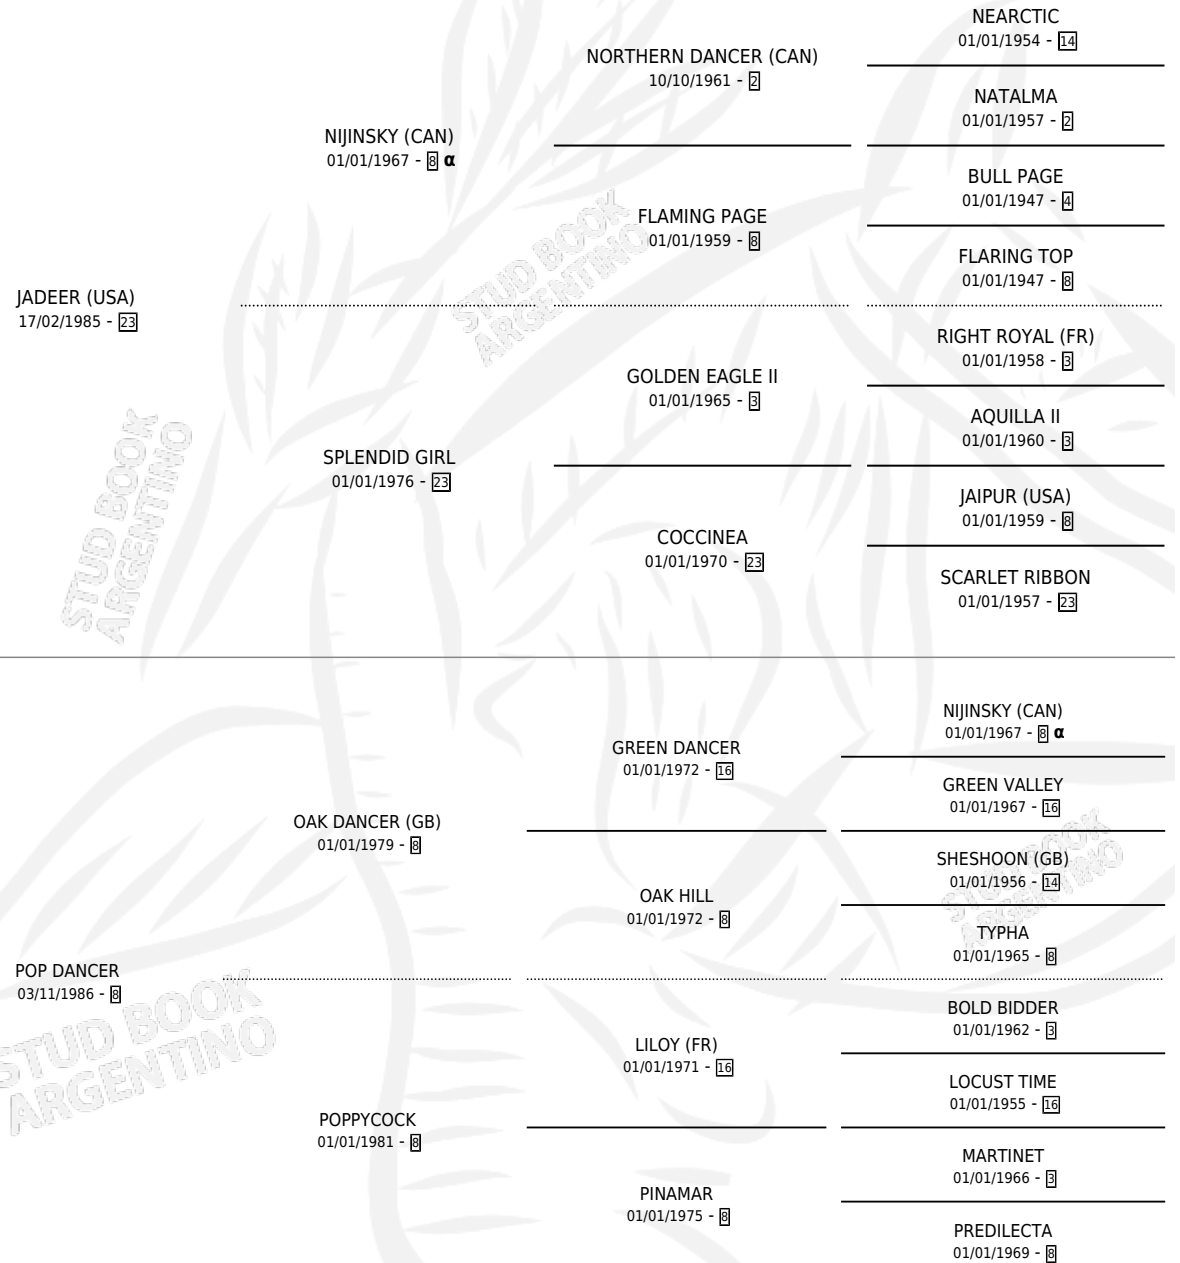 NEARCTIC
01/01/1954 - 14
NORTHERN DANCER (CAN)
10/10/1961 - 2
NATALMA
01/01/1957 - 2
NIJINSKY (CAN)
01/01/1967 - 8 α
BULL PAGE
01/01/1947 - 4
FLAMING PAGE
01/01/1959 - 8
FLARING TOP
01/01/1947 - 8
JADEER (USA)
17/02/1985 - 23
RIGHT ROYAL (FR)
01/01/1958 - 3
GOLDEN EAGLE II
01/01/1965 - 3
AQUILLA II
01/01/1960 - 3
SPLENDID GIRL
01/01/1976 - 23
JAIPUR (USA)
01/01/1959 - 8
COCCINEA
01/01/1970 - 23
SCARLET RIBBON
01/01/1957 - 23
NIJINSKY (CAN)
01/01/1967 - 8 α
GREEN DANCER
01/01/1972 - 16
GREEN VALLEY
01/01/1967 - 16
OAK DANCER (GB)
01/01/1979 - 8
SHESHOON (GB)
01/01/1956 - 14
OAK HILL
01/01/1972 - 8
TYPHA
01/01/1965 - 8
POP DANCER
03/11/1986 - 8
BOLD BIDDER
01/01/1962 - 3
LILOY (FR)
01/01/1971 - 16
LOCUST TIME
01/01/1955 - 16
POPPYCOCK
01/01/1981 - 8
MARTINET
01/01/1966 - 3
PINAMAR
01/01/1975 - 8
PREDILECTA
01/01/1969 - 8
STUD BOOK
ARGENTINO
STUD BOOK
ARGENTINO
STUD BOOK
ARGENTINO
STUD BOOK
ARGENTINO